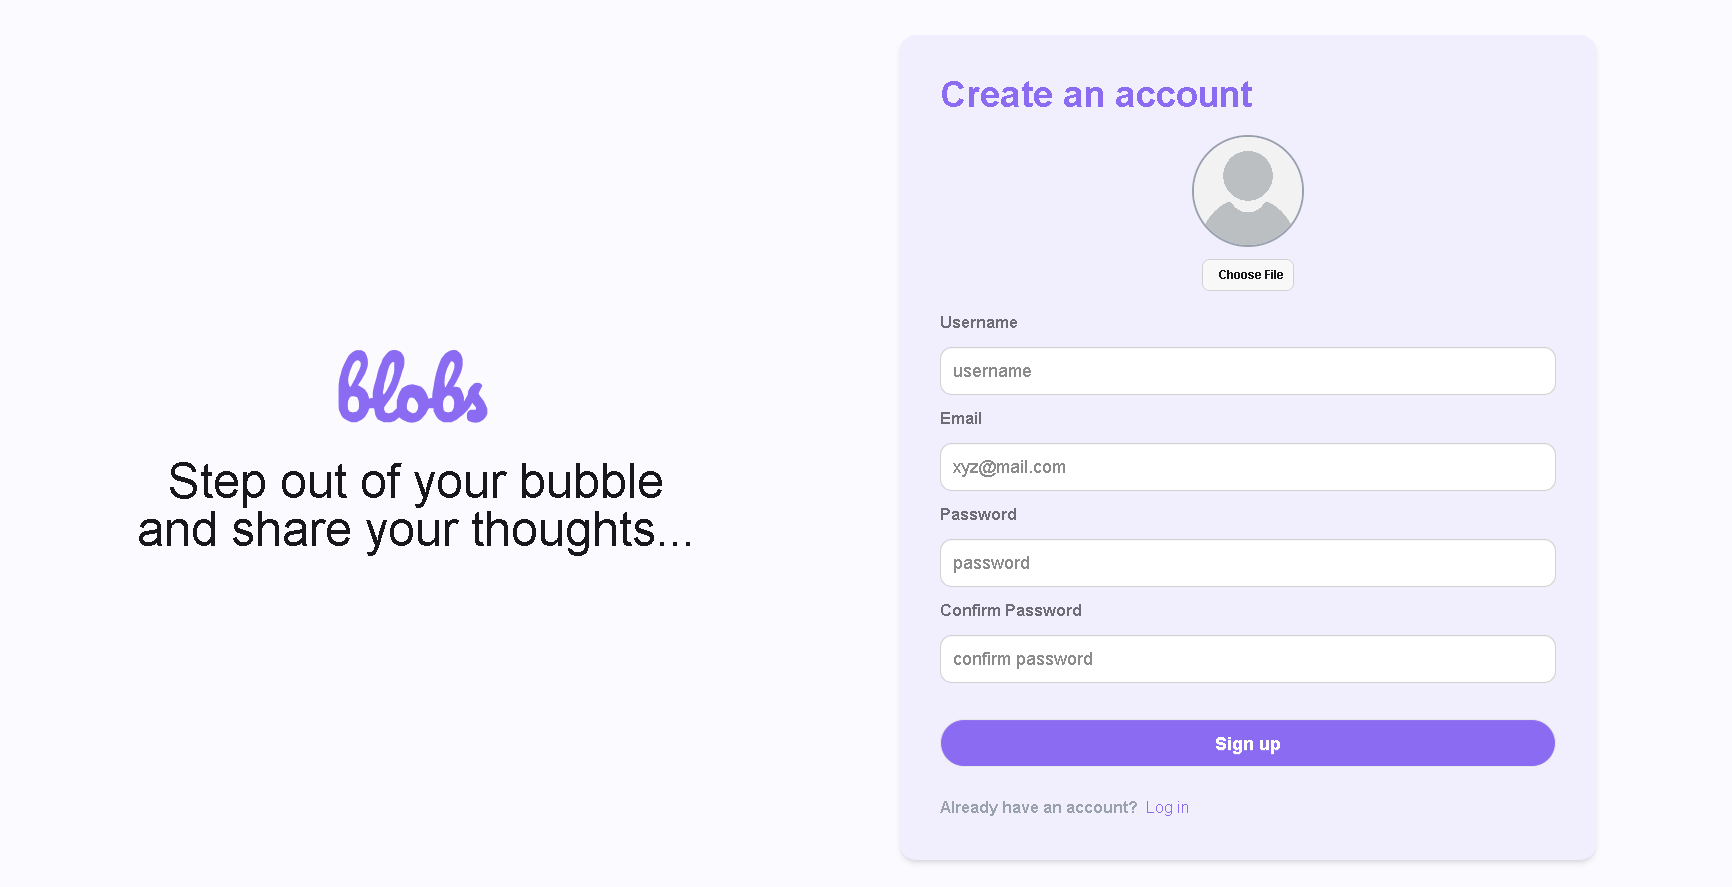 blobs
Step out of your bubble
and share your thoughts...
Create an account
Choose File
Username
username
Email
xyz@mail.com
Password
password
Confirm Password
confirm password
Sign up
Already have an account? Log in